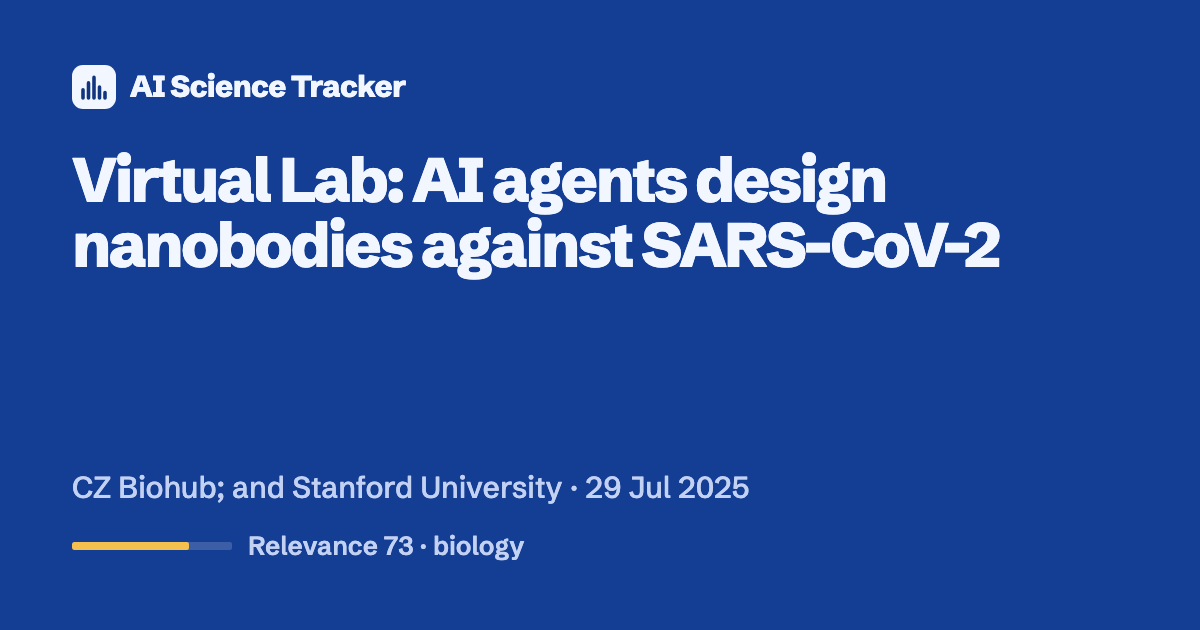 AI Science Tracker
Virtual Lab: AI agents design
nanobodies against SARS-CoV-2
CZ Biohub; and Stanford University · 29 Jul 2025
Relevance 73 · biology